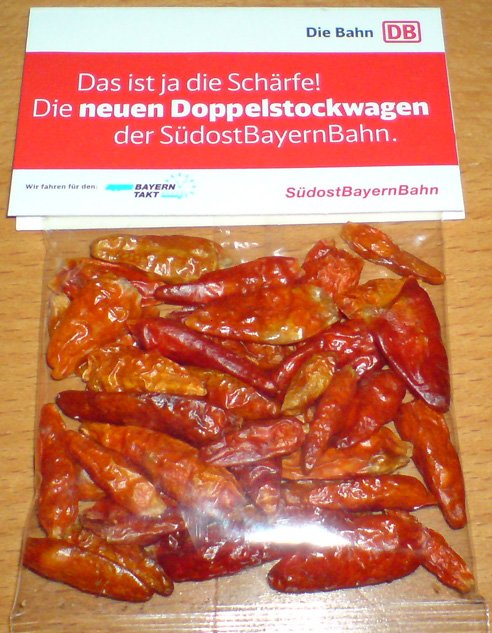 Die Bahn DB
Das ist ja die Schärfe!
Die neuen Doppelstockwagen
der SüdostBayernBahn.
Wir fahren für den:
BAYERN
TAKT
SüdostBayernBahn